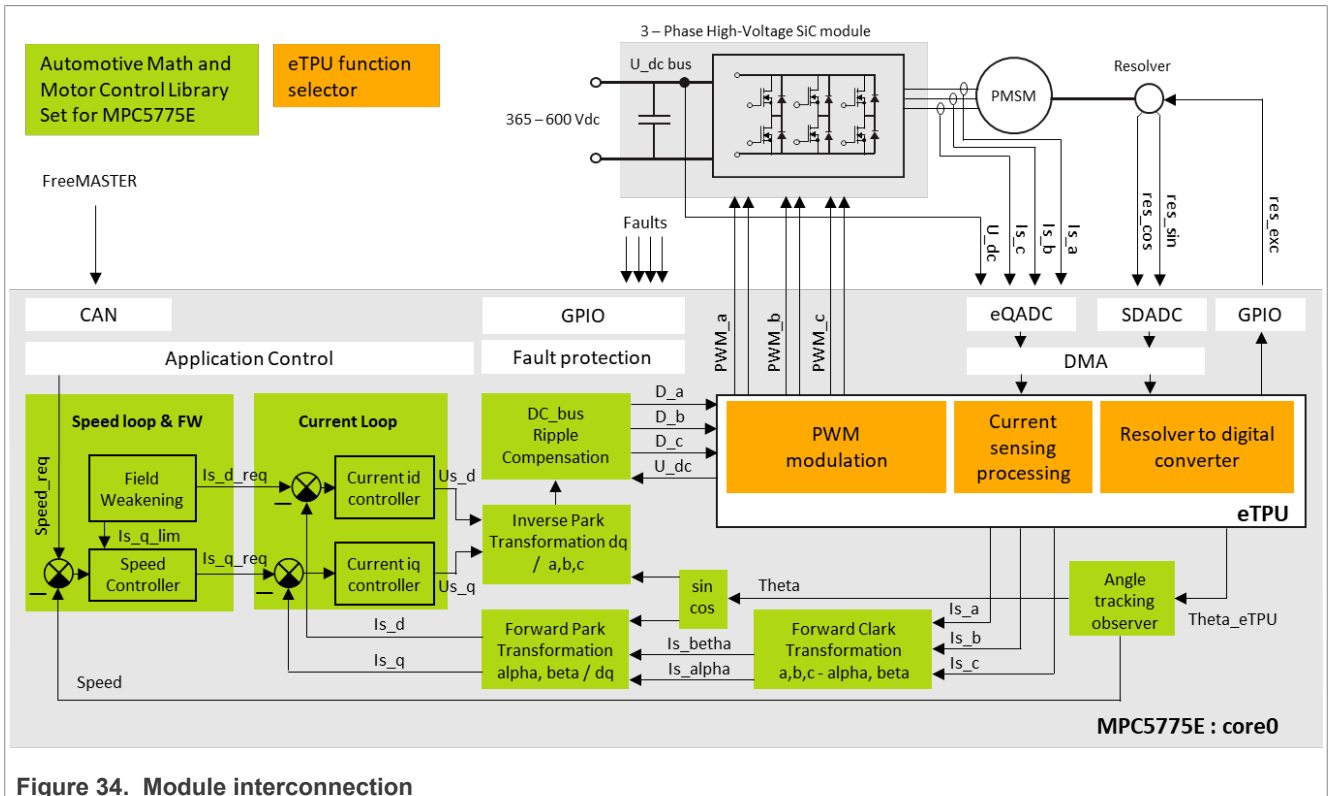 3 – Phase High-Voltage SiC module
Automotive Math and
Motor Control Library
Set for MPC5775E
eTPU function
selector
U_dc bus
365 – 600 Vdc
PMSM
Resolver
FreeMASTER
Faults
U_dc
Is_c
Is_b
Is_a
res_cos
res_sin
res_exc
CAN
GPIO
eQADC
SDADC
GPIO
Application Control
Fault protection
PWM_a
PWM_b
PWM_c
DMA
Speed_req
Speed loop & FW
Current Loop
DC_bus
Ripple
Compensation
D_a
D_b
D_c
U_dc
PWM
modulation
Current
sensing
processing
Resolver to digital
converter
eTPU
Field
Weakening
Is_d_req
Current id
controller
Us_d
Is_q_lim
Inverse Park
Transformation dq
/ a,b,c
Speed
Controller
Is_q_req
Current iq
controller
Us_q
sin
cos
Theta
Angle
tracking
observer
Theta_eTPU
Is_d
Is_q
Forward Park
Transformation
alpha, beta / dq
Is_betha
Is_alpha
Forward Clark
Transformation
a,b,c - alpha, beta
Is_a
Is_b
Is_c
Speed
MPC5775E : core0
Figure 34. Module interconnection